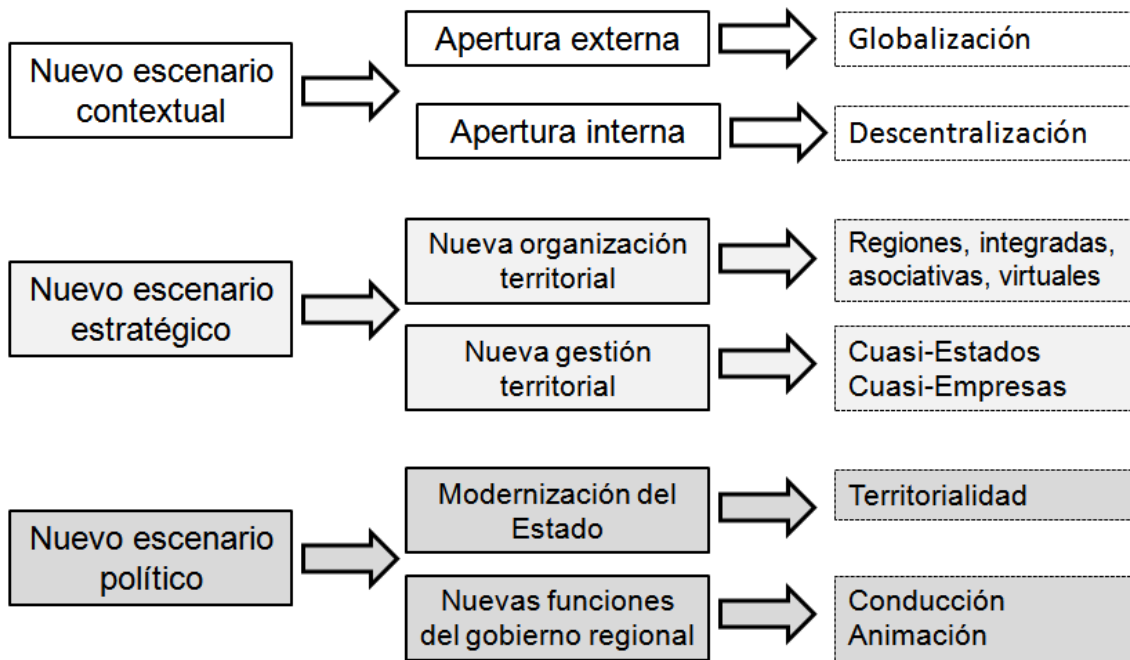 Nuevo escenario
contextual
Apertura externa
Globalización
Apertura interna
Descentralización
Nuevo escenario
estratégico
Nueva organización
territorial
Regiones, integradas,
asociativas, virtuales
Nueva gestión
territorial
Cuasi-Estados
Cuasi-Empresas
Nuevo escenario
político
Modernización del
Estado
Territorialidad
Nuevas funciones
del gobierno regional
Conducción
Animación